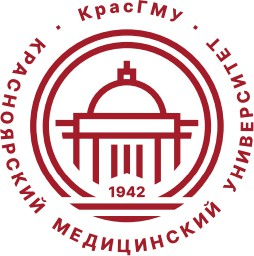 КрасГМУ
КРАСНОЯРСКИЙ МЕДИЦИНСКИЙ УНИВЕРСИТЕТ
1942